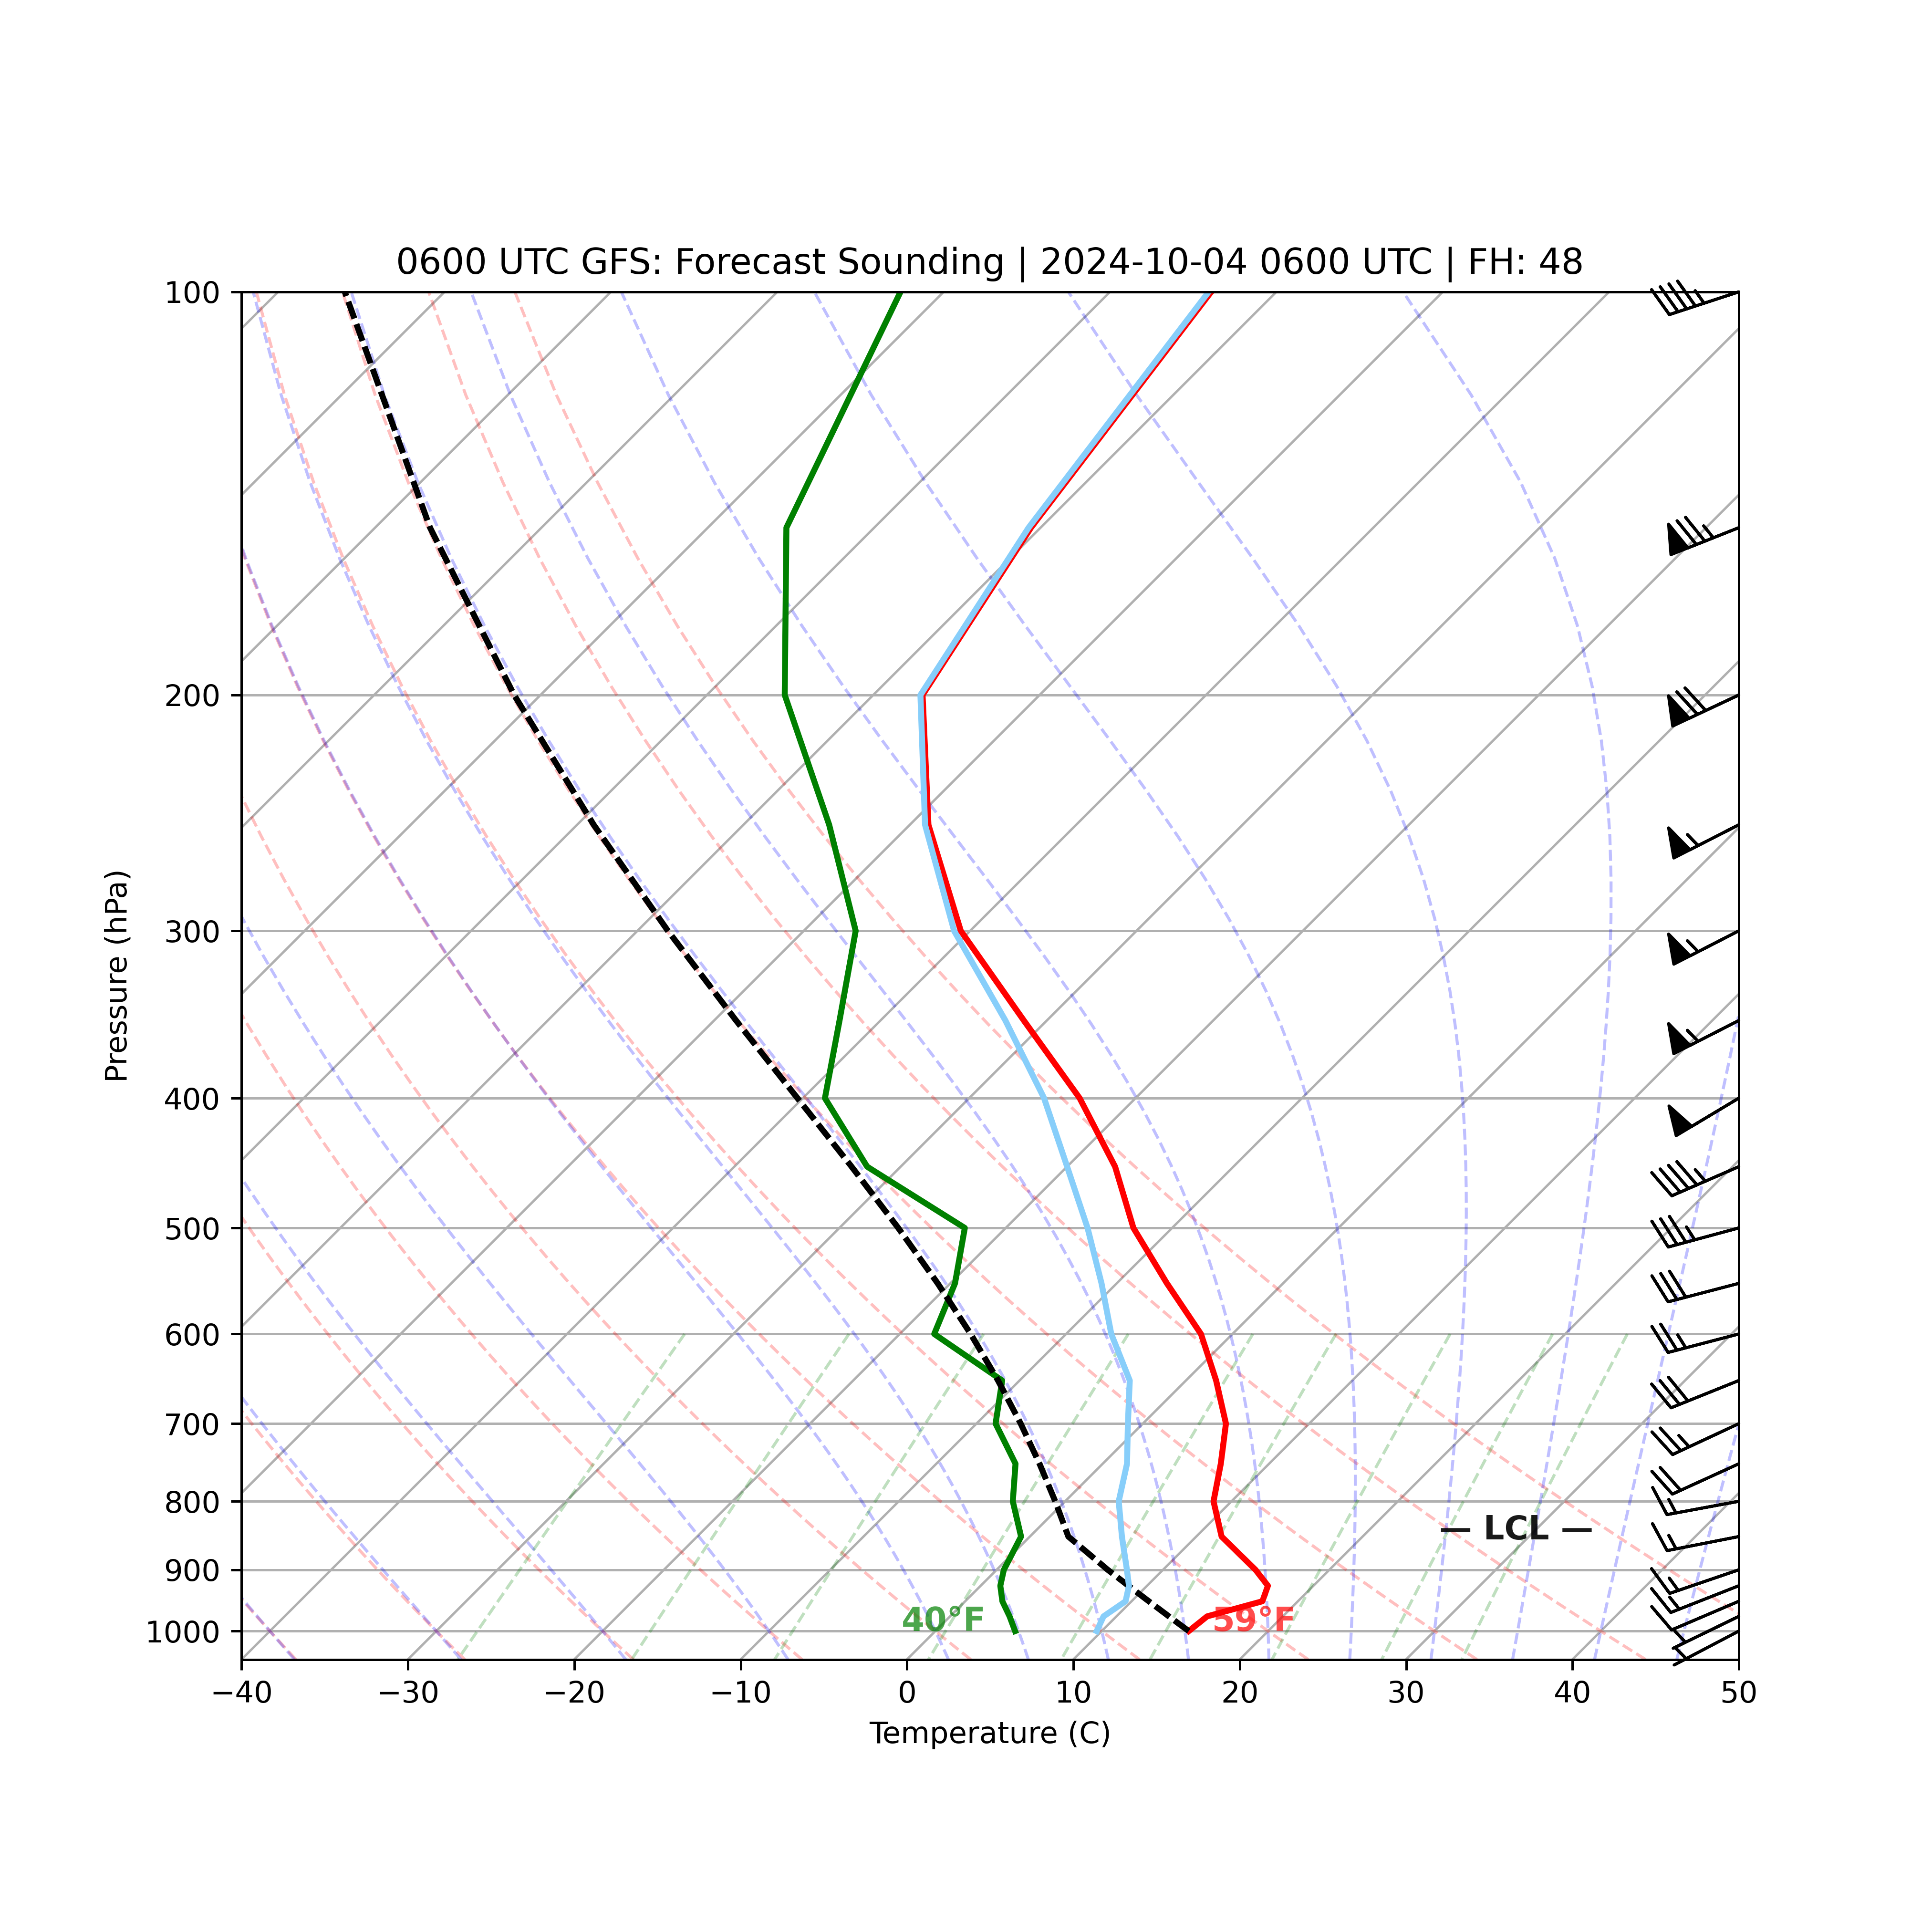 0600 UTC GFS: Forecast Sounding | 2024-10-04 0600 UTC | FH: 48
100
200
300
400
500
600
700
800
900
1000
Pressure (hPa)
— LCL —
40°F
59°F
−40 −30 −20 −10 0 10 20 30 40 50
Temperature (C)